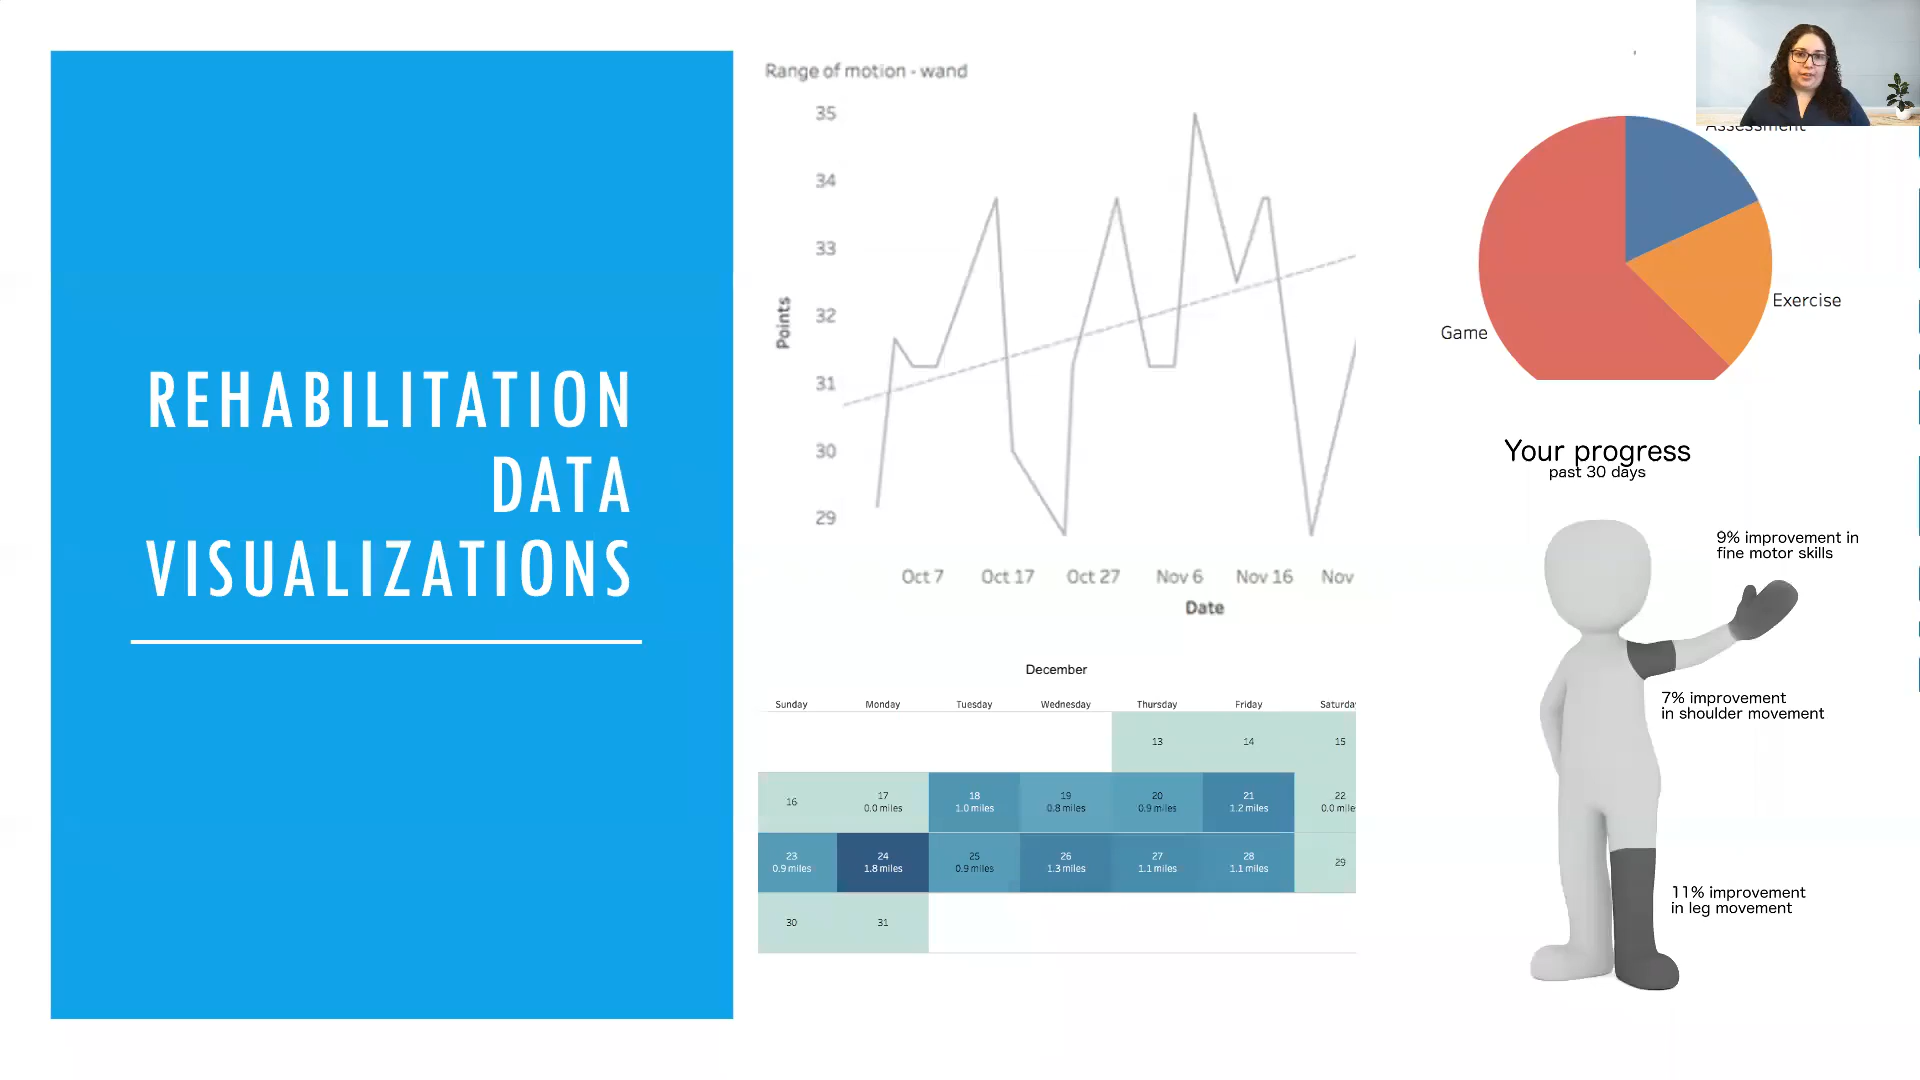 REHABILITATION
DATA
VISUALIZATIONS
Range of motion - wand
35
34
33
32
31
30
29
Points
Oct 7 Oct 17 Oct 27 Nov 6 Nov 16 Nov
Date
December
Sunday Monday Tuesday Wednesday Thursday Friday Saturda
13 14 15
16 17 18 19 20 21 22
0.0 miles 1.0 miles 0.8 miles 0.9 miles 1.2 miles 0.0 mile
23 24 25 26 27 28 29
0.9 miles 1.8 miles 0.9 miles 1.3 miles 1.1 miles 1.1 miles
30 31
Assessment
Exercise
Game
Your progress
past 30 days
9% improvement in
fine motor skills
7% improvement
in shoulder movement
11% improvement
in leg movement